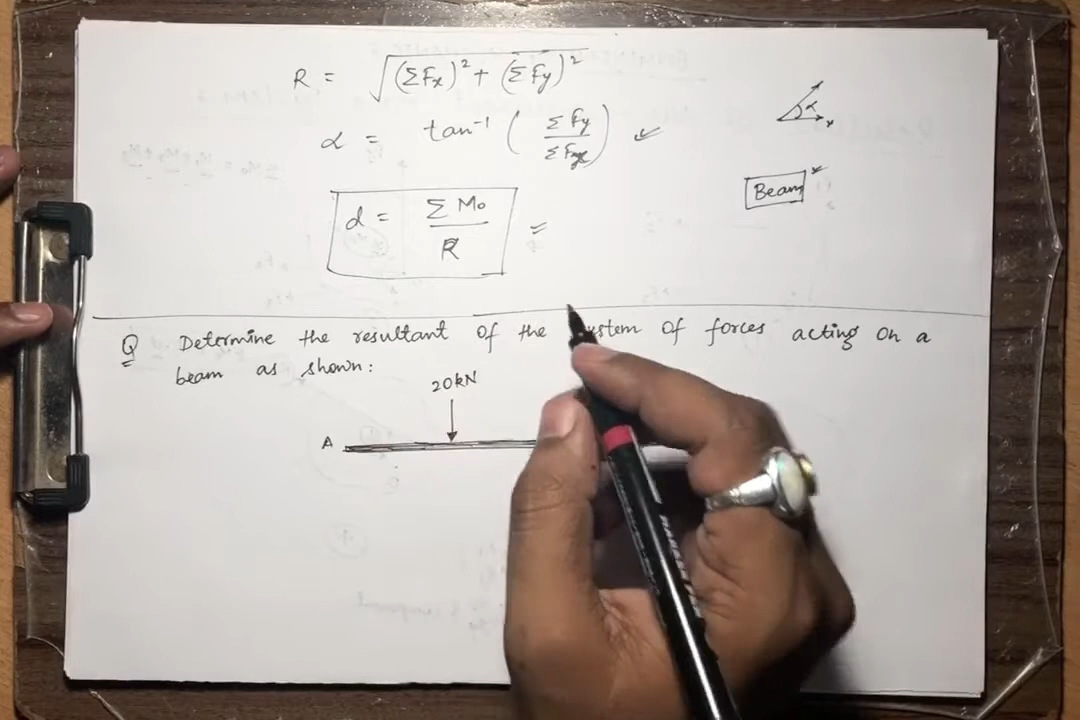 R = √(ΣFx)² + (ΣFy)²
α = tan⁻¹ (ΣFy / ΣFx)
α
x
Beam
d = ΣMo / R =
Q Determine the resultant of the system of forces acting on a
beam as shown:
20kN
A